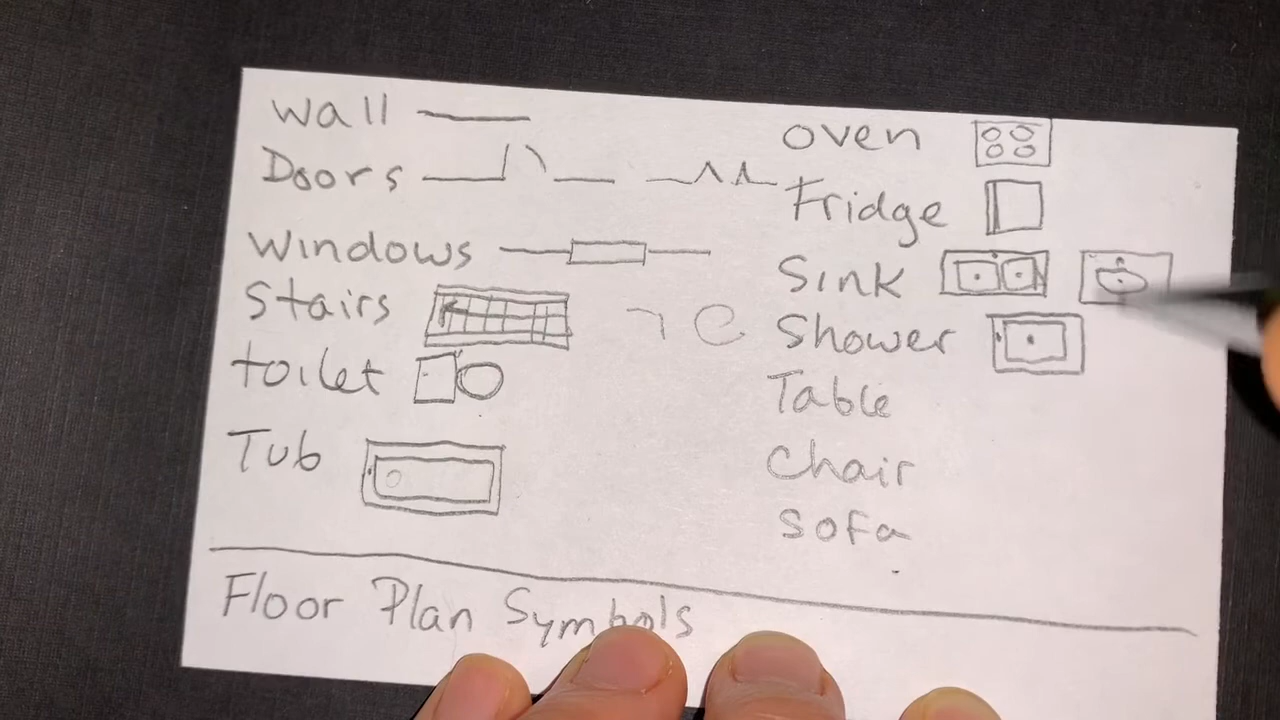 Wall
Doors
Windows
Stairs
toilet
Tub
oven
Fridge
Sink
Shower
Table
Chair
Sofa
Floor Plan Symbols